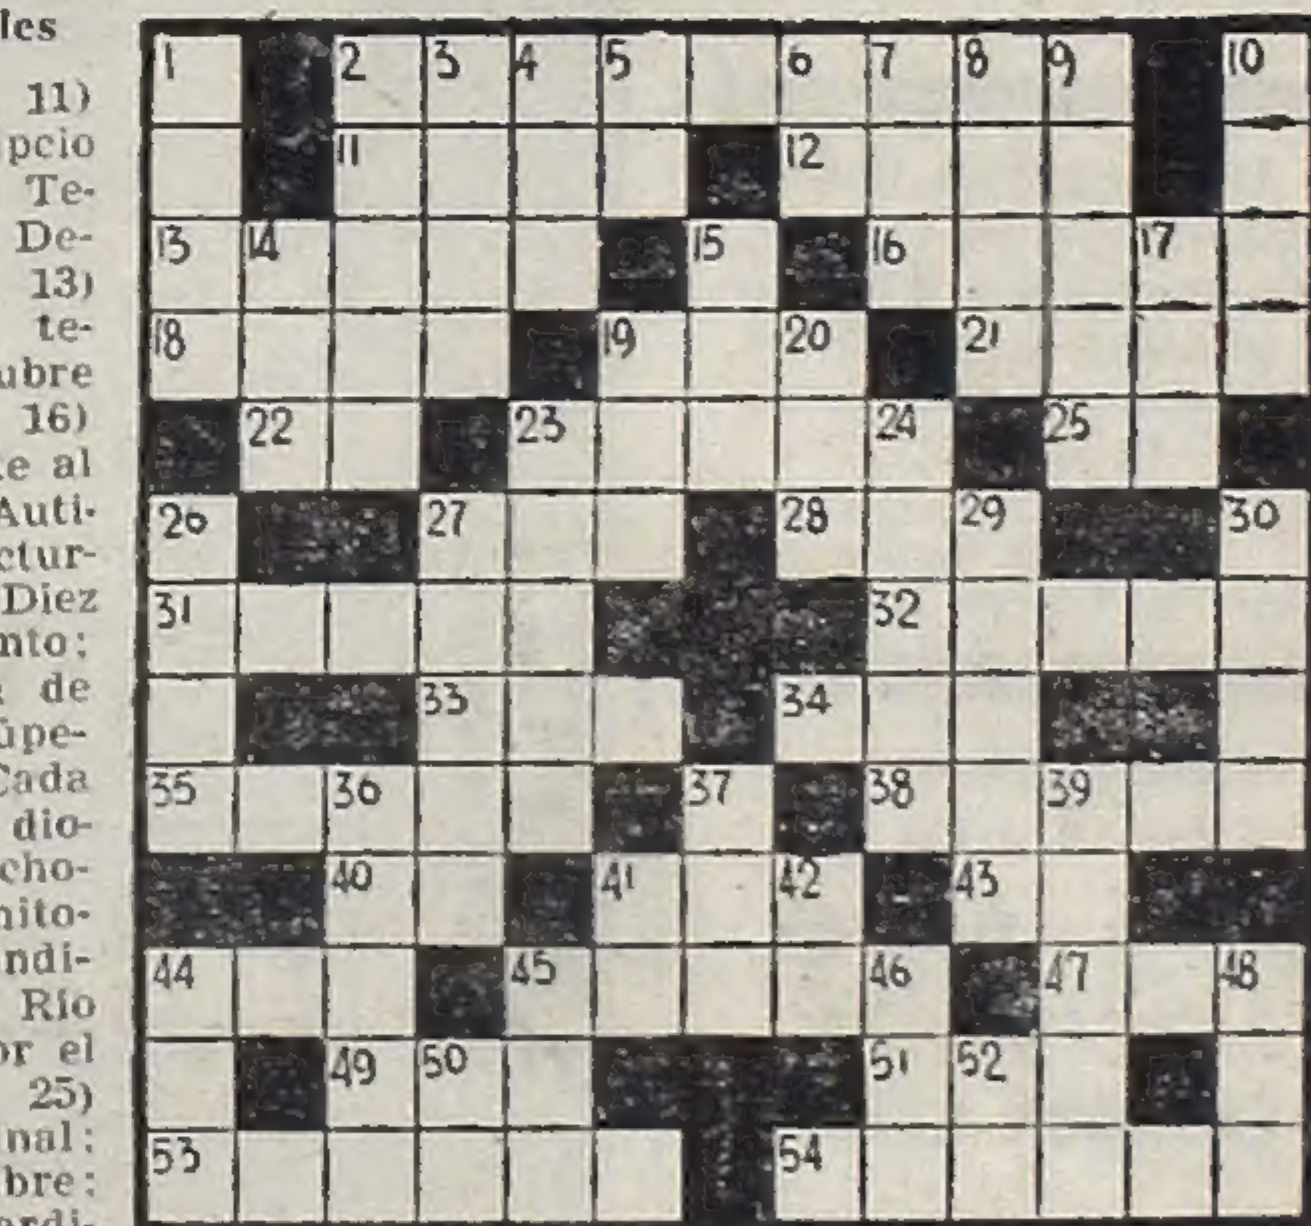 les
11)
pcio
Te-
De-
13)
te-
ubre
16)
e al
Auti-
ctur-
Diez
nto:
de
úpe-
Cada
dio-
cho-
nito-
ndi-
Río
or el
25)
nal:
bre:
ardi-
1 2 3 4 5 6 7 8 9 10
11 12
13 14 15 16 17
18 19 20 21
22 23 24 25
26 27 28 29 30
31 32
33 34
35 36 37 38 39
40 41 42 43
44 45 46 47 48
49 50 51 52
53 54